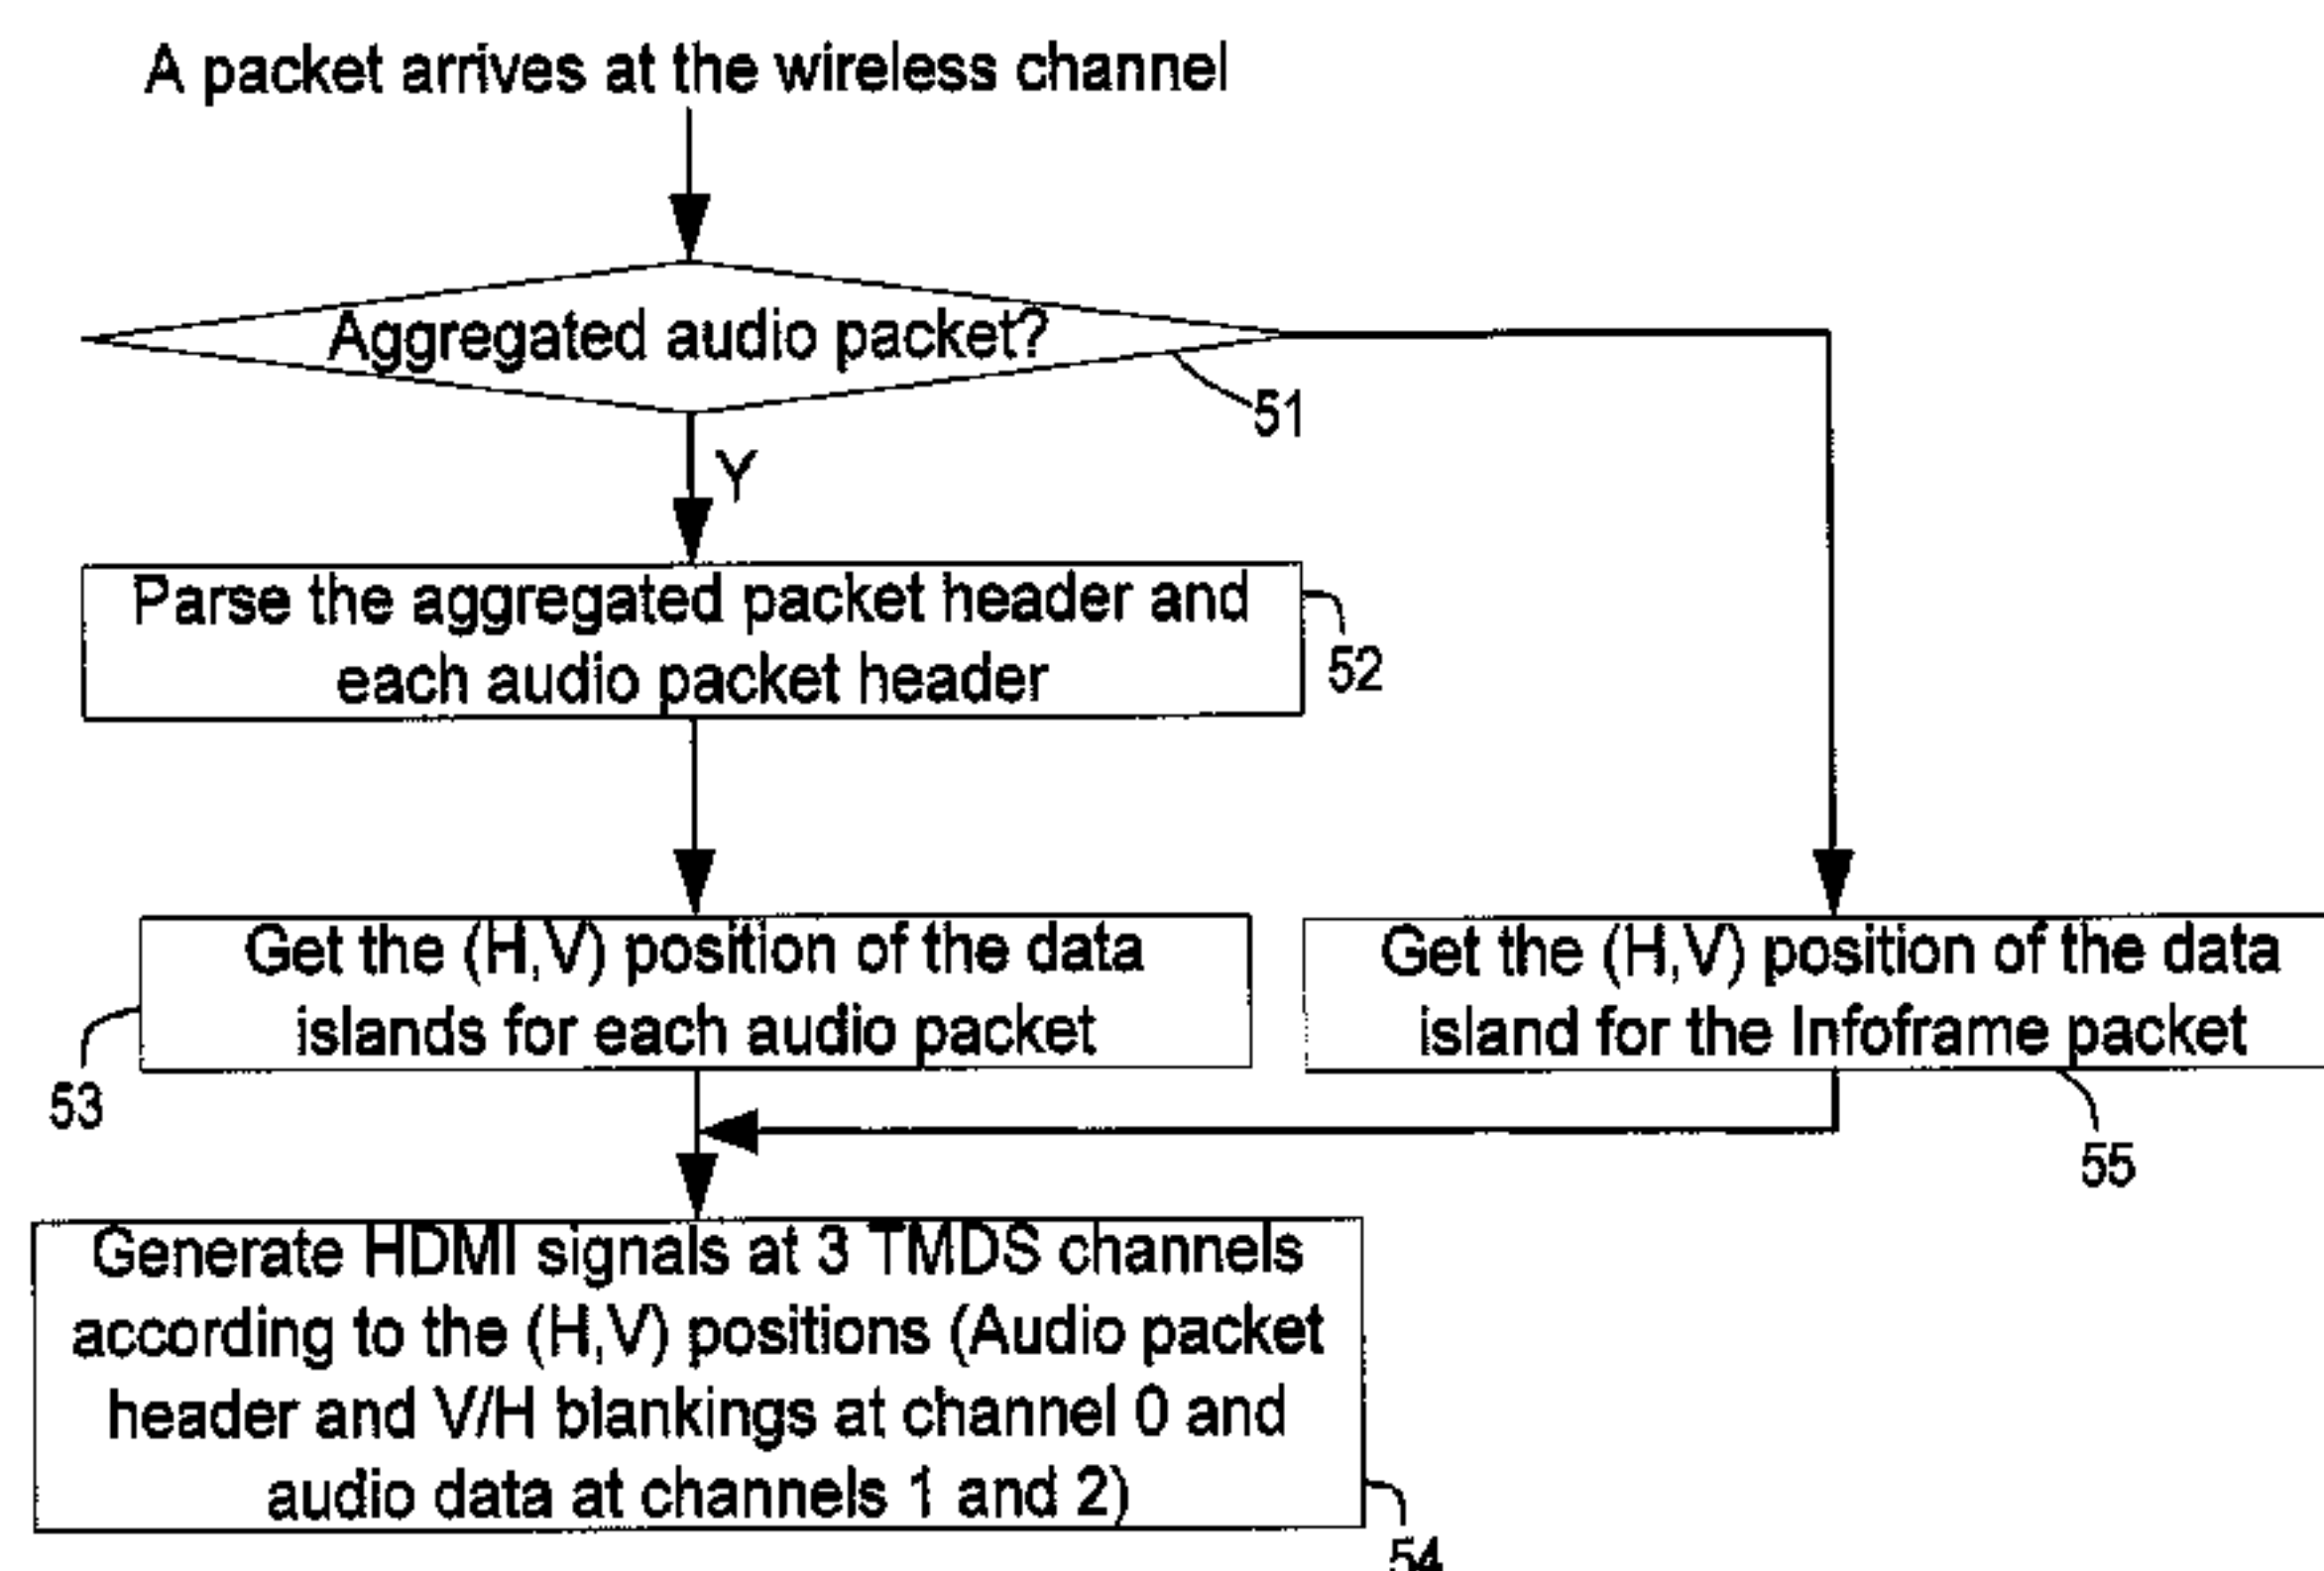 A packet arrives at the wireless channel
Aggregated audio packet?
51
Y
Parse the aggregated packet header and
each audio packet header
52
Get the (H,V) position of the data
islands for each audio packet
53
Get the (H,V) position of the data
island for the Infoframe packet
55
Generate HDMI signals at 3 TMDS channels
according to the (H,V) positions (Audio packet
header and V/H blankings at channel 0 and
audio data at channels 1 and 2)
54